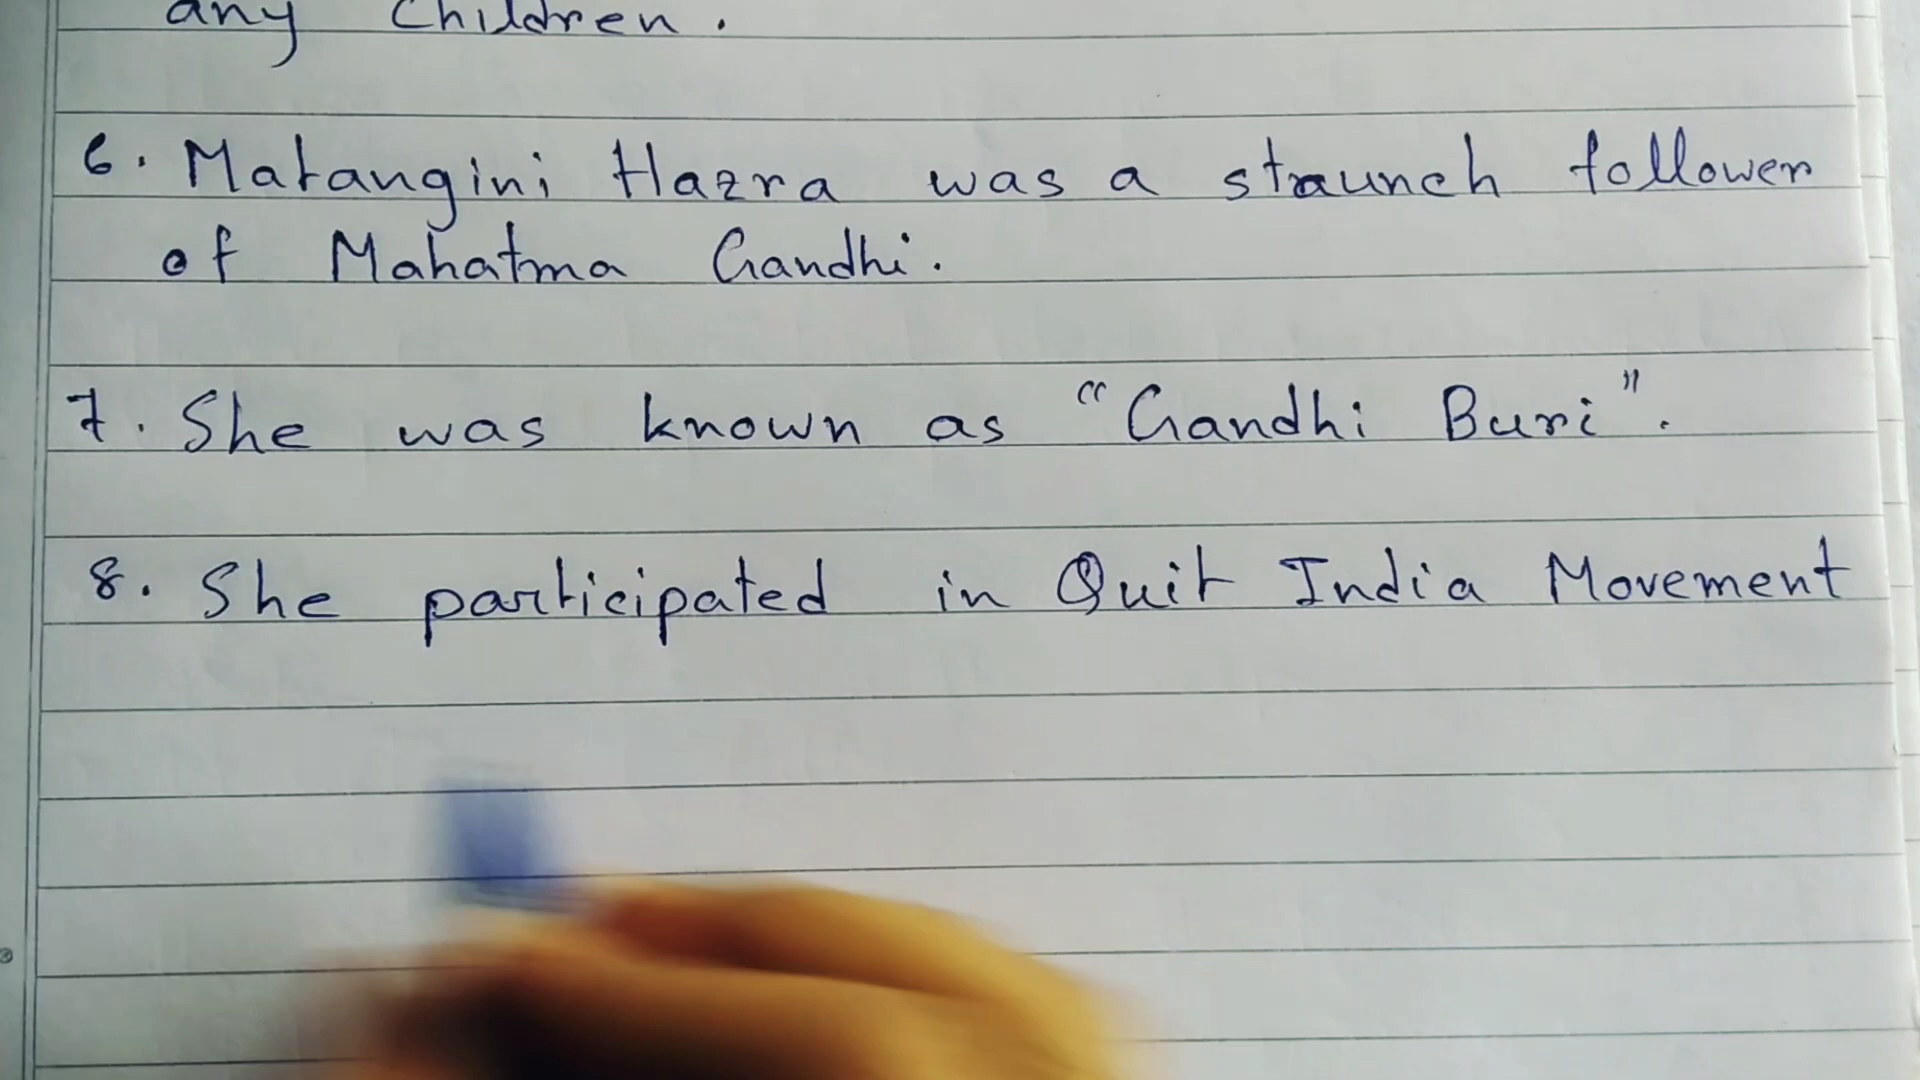 any Children.
6. Matangini Hazra was a staunch follower
of Mahatma Gandhi.
7. She was known as "Gandhi Buri".
8. She participated in Quit India Movement